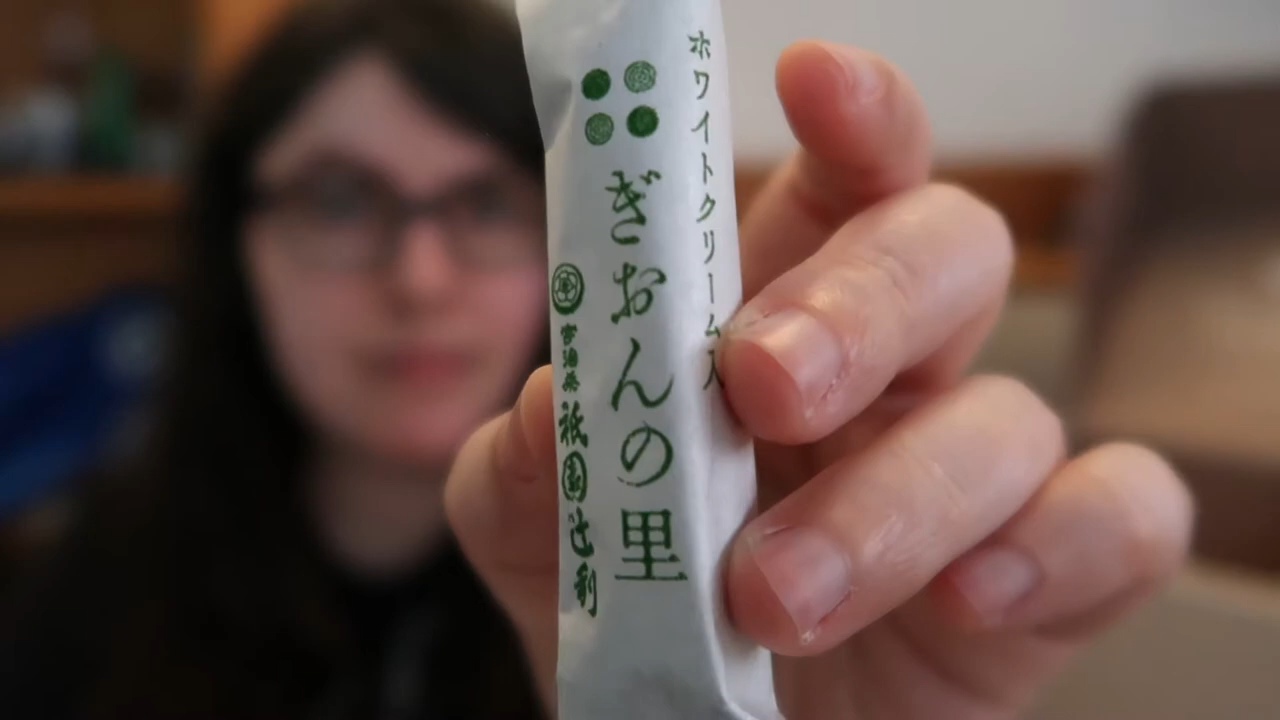 ホワイトクリーム入
ぎおんの里
宇治茶
祇園辻利